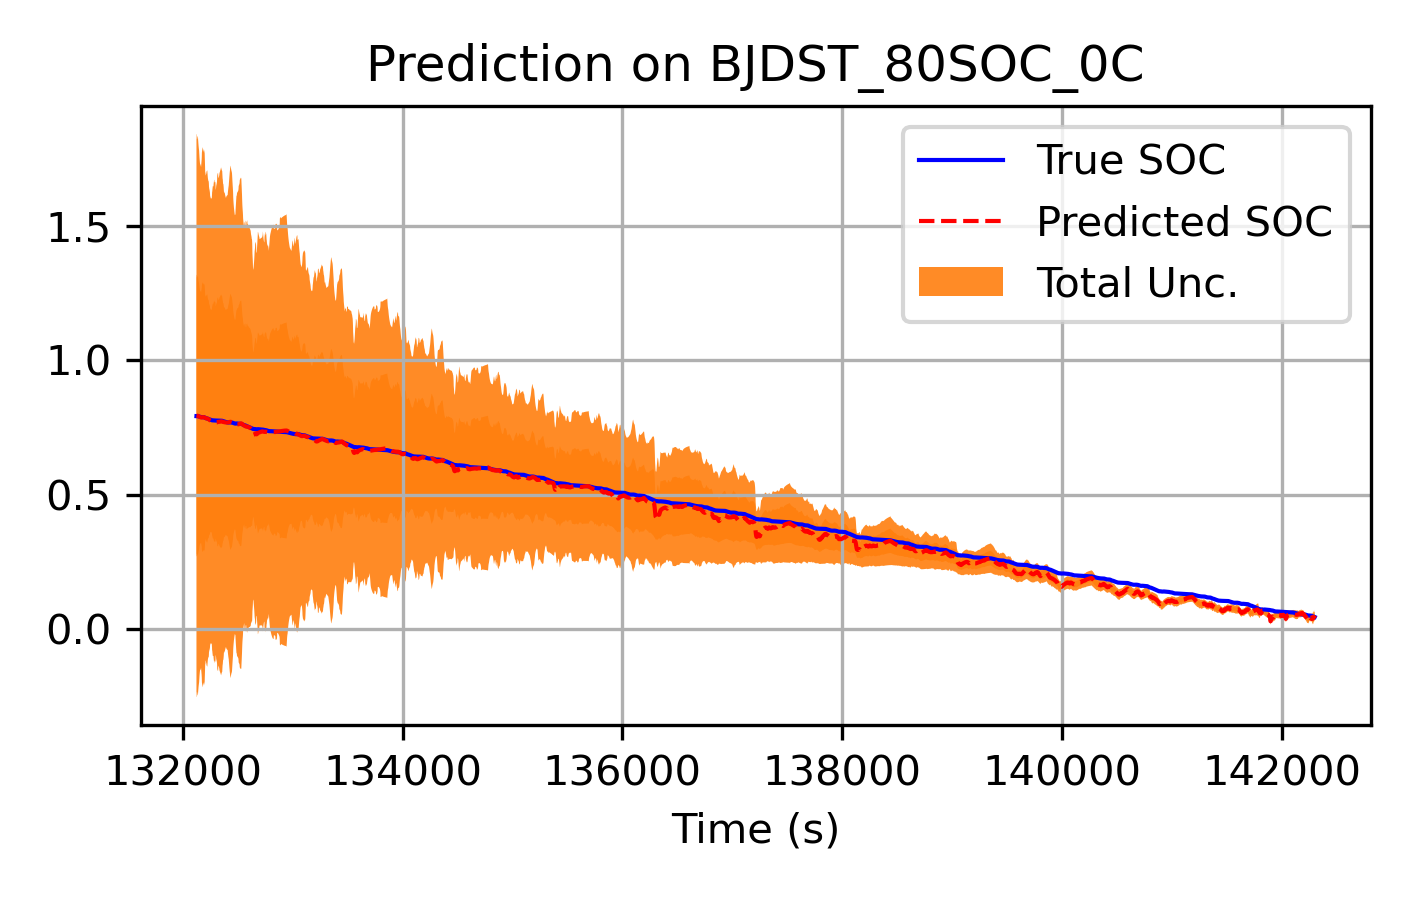 Prediction on BJDST_80SOC_0C
True SOC
Predicted SOC
Total Unc.
1.5
1.0
0.5
0.0
132000 134000 136000 138000 140000 142000
Time (s)